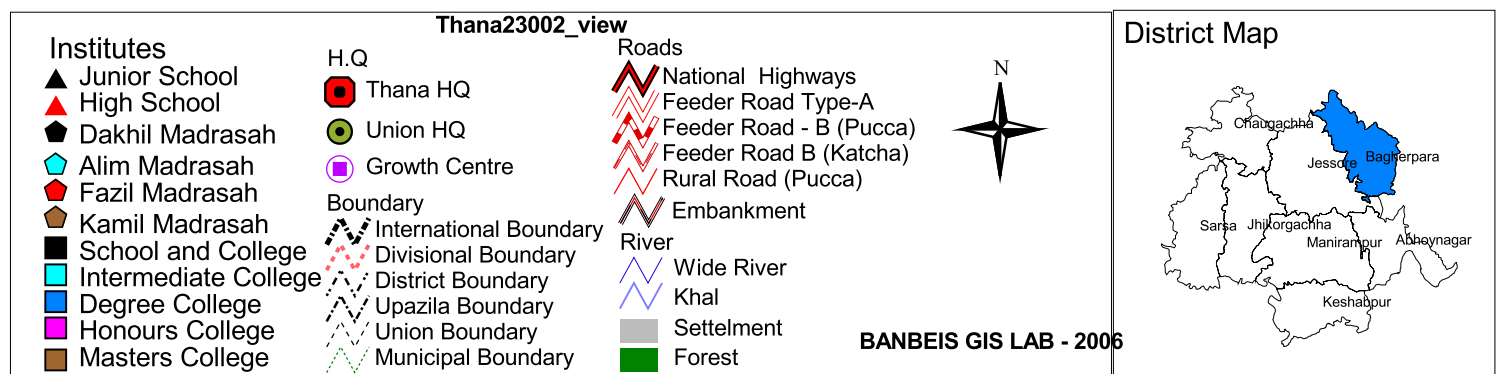 Thana23002_view
Institutes
Junior School
High School
Dakhil Madrasah
Alim Madrasah
Fazil Madrasah
Kamil Madrasah
School and College
Intermediate College
Degree College
Honours College
Masters College
H.Q
Thana HQ
Union HQ
Growth Centre
Boundary
International Boundary
Divisional Boundary
District Boundary
Upazila Boundary
Union Boundary
Municipal Boundary
Roads
National Highways
Feeder Road Type-A
Feeder Road - B (Pucca)
Feeder Road B (Katcha)
Rural Road (Pucca)
Embankment
River
Wide River
Khal
Settelment
Forest
N
BANBEIS GIS LAB - 2006
District Map
Chaugachha
Jessore
Bagherpara
Sarsa
Jhikorgachha
Manirampur
Abhoynagar
Keshabpur